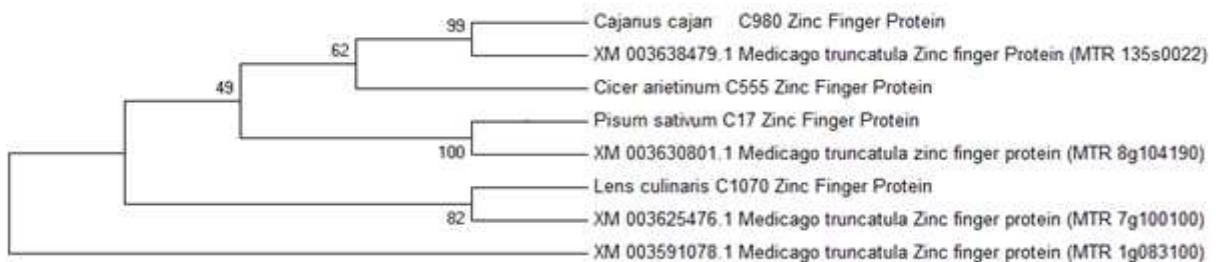 Cajanus cajan C980 Zinc Finger Protein
99
XM 003638479.1 Medicago truncatula Zinc finger Protein (MTR 135s0022)
62
Cicer arietinum C555 Zinc Finger Protein
49
Pisum sativum C17 Zinc Finger Protein
100
XM 003630801.1 Medicago truncatula zinc finger protein (MTR 8g104190)
Lens culinaris C1070 Zinc Finger Protein
82
XM 003625476.1 Medicago truncatula Zinc finger protein (MTR 7g100100)
XM 003591078.1 Medicago truncatula Zinc finger protein (MTR 1g083100)